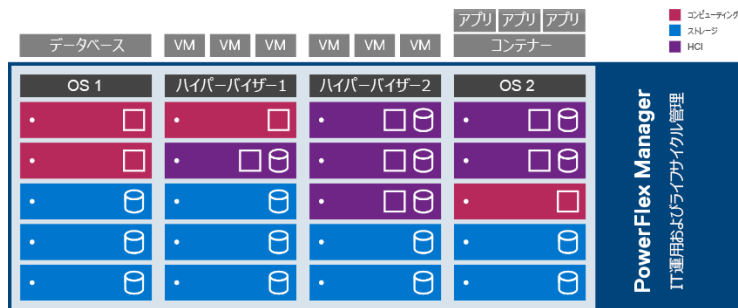 アプリ アプリ アプリ
データベース VM VM VM VM VM VM コンテナー
コンピューティング
ストレージ
HCI
OS 1 ハイパーバイザー1 ハイパーバイザー2 OS 2
PowerFlex Manager
IT運用およびライフサイクル管理